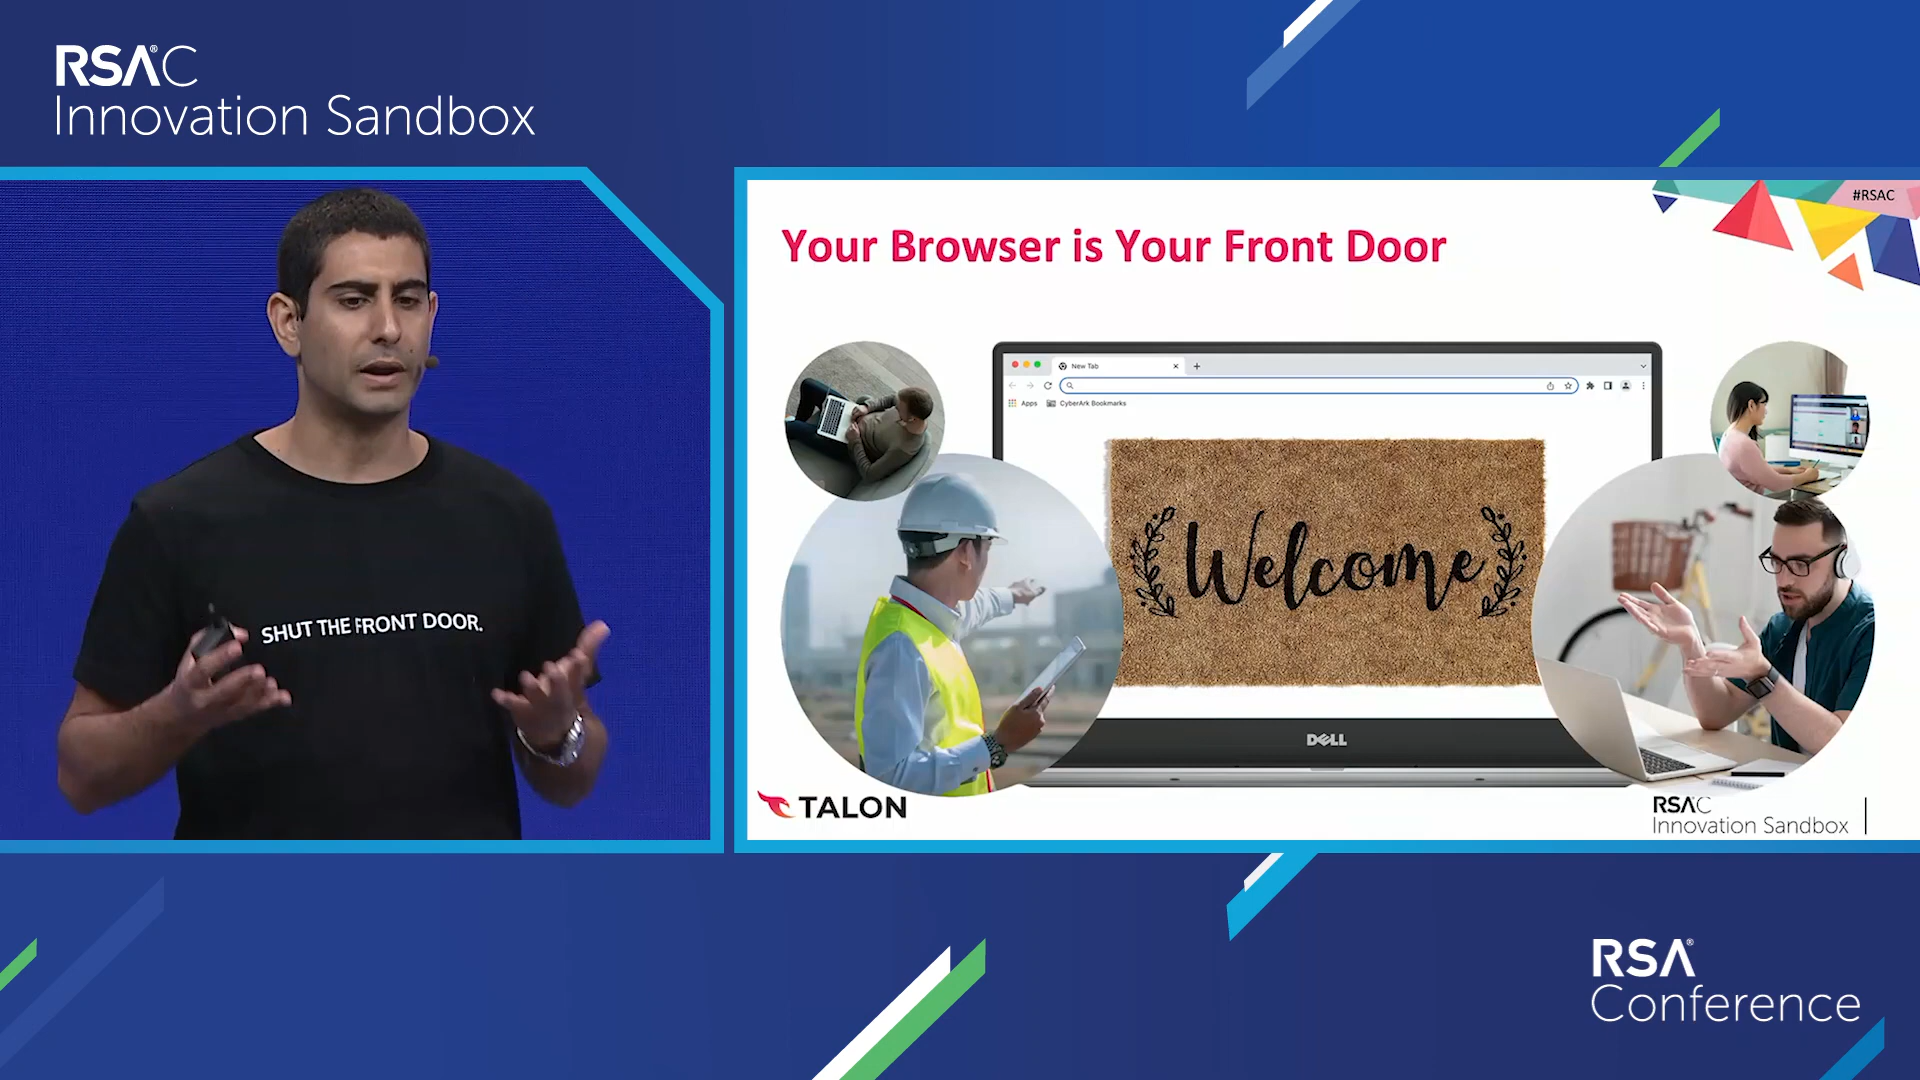 RSAC
Innovation Sandbox
SHUT THE FRONT DOOR.
#RSAC
Your Browser is Your Front Door
New Tab
Apps
CyberArk Bookmarks
Welcome
DELL
TALON
RSAC
Innovation Sandbox
RSA
Conference